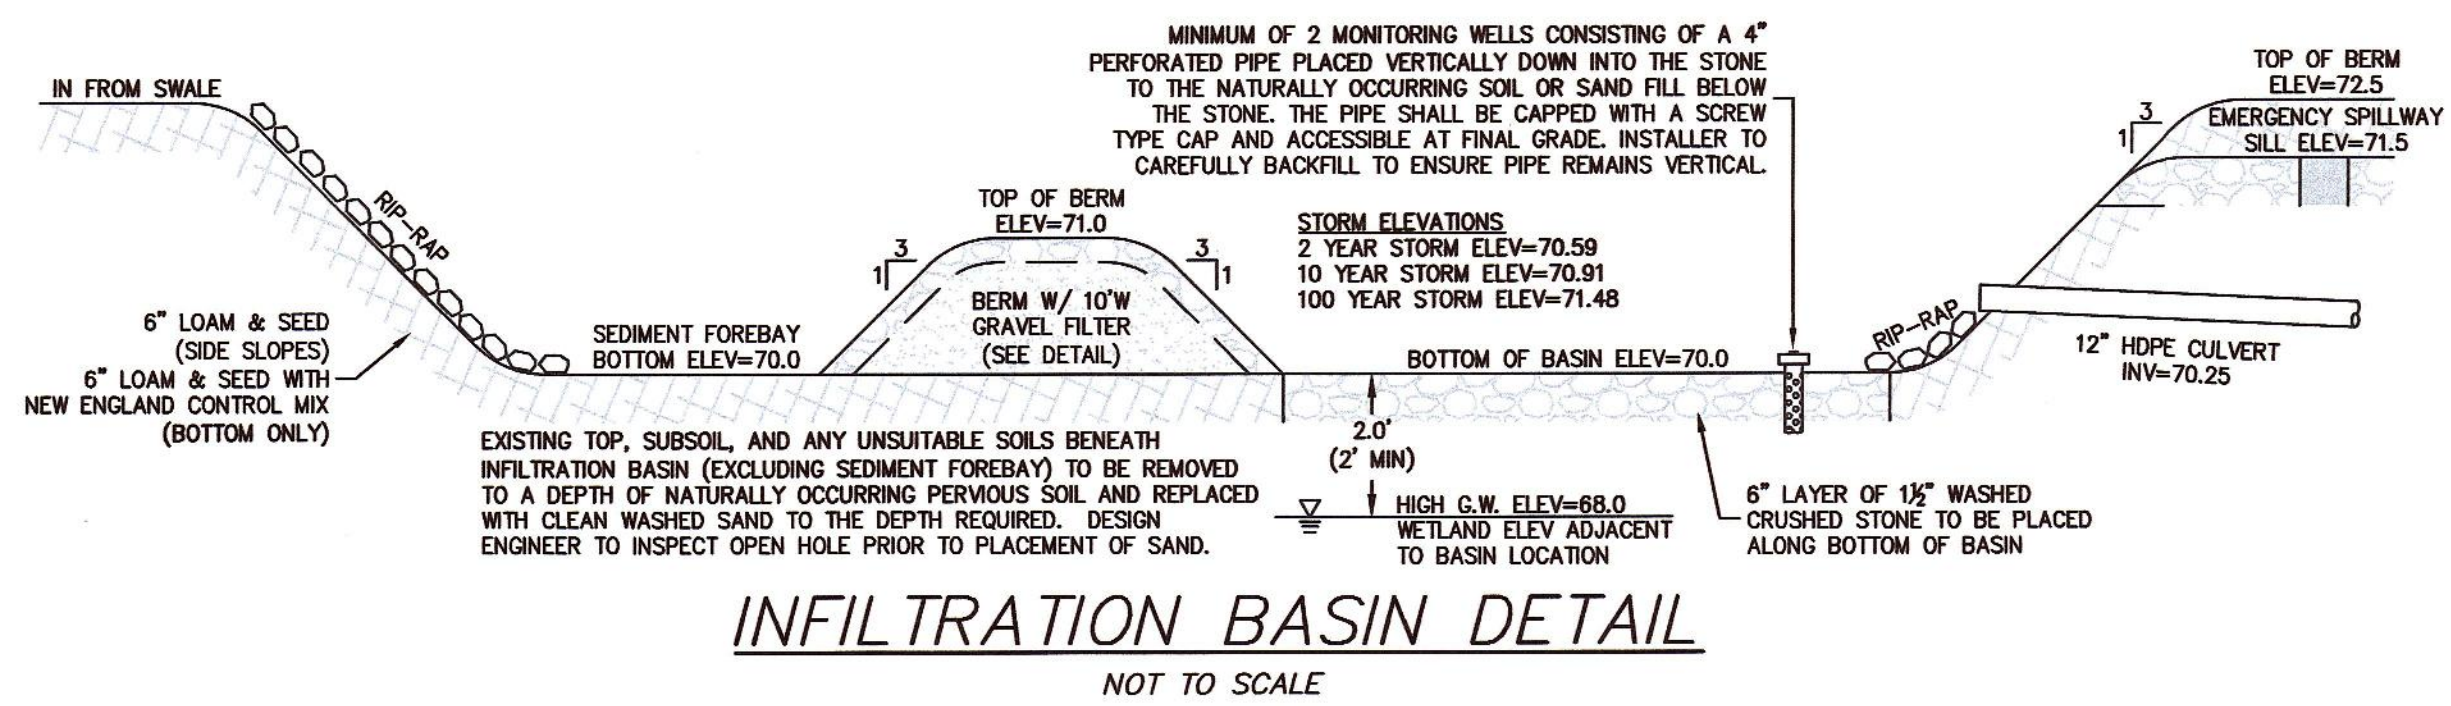 IN FROM SWALE
RIP-RAP
6" LOAM & SEED
(SIDE SLOPES)
6" LOAM & SEED WITH
NEW ENGLAND CONTROL MIX
(BOTTOM ONLY)
SEDIMENT FOREBAY
BOTTOM ELEV=70.0
TOP OF BERM
ELEV=71.0
3
1
3
1
BERM W/ 10'W
GRAVEL FILTER
(SEE DETAIL)
EXISTING TOP, SUBSOIL, AND ANY UNSUITABLE SOILS BENEATH
INFILTRATION BASIN (EXCLUDING SEDIMENT FOREBAY) TO BE REMOVED
TO A DEPTH OF NATURALLY OCCURRING PERVIOUS SOIL AND REPLACED
WITH CLEAN WASHED SAND TO THE DEPTH REQUIRED. DESIGN
ENGINEER TO INSPECT OPEN HOLE PRIOR TO PLACEMENT OF SAND.
MINIMUM OF 2 MONITORING WELLS CONSISTING OF A 4"
PERFORATED PIPE PLACED VERTICALLY DOWN INTO THE STONE
TO THE NATURALLY OCCURRING SOIL OR SAND FILL BELOW
THE STONE. THE PIPE SHALL BE CAPPED WITH A SCREW
TYPE CAP AND ACCESSIBLE AT FINAL GRADE. INSTALLER TO
CAREFULLY BACKFILL TO ENSURE PIPE REMAINS VERTICAL.
STORM ELEVATIONS
2 YEAR STORM ELEV=70.59
10 YEAR STORM ELEV=70.91
100 YEAR STORM ELEV=71.48
BOTTOM OF BASIN ELEV=70.0
2.0'
(2' MIN)
HIGH G.W. ELEV=68.0
WETLAND ELEV ADJACENT
TO BASIN LOCATION
6" LAYER OF 1½" WASHED
CRUSHED STONE TO BE PLACED
ALONG BOTTOM OF BASIN
RIP-RAP
12" HDPE CULVERT
INV=70.25
3
1
TOP OF BERM
ELEV=72.5
EMERGENCY SPILLWAY
SILL ELEV=71.5
INFILTRATION BASIN DETAIL
NOT TO SCALE